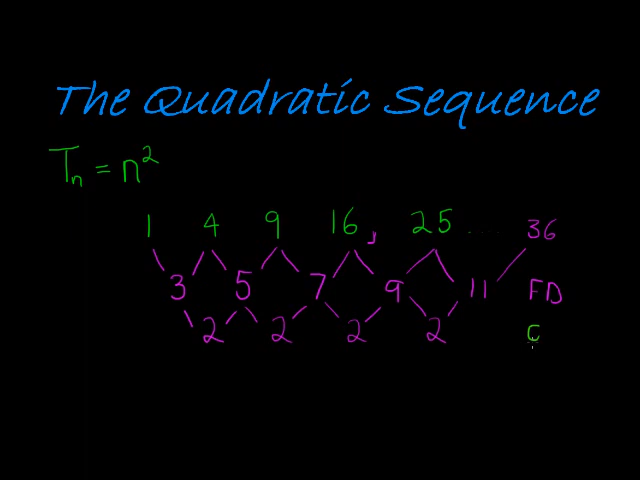 The Quadratic Sequence
Tn = n²
1 4 9 16, 25 .... 36
3 5 7 9 11 FD
2 2 2 2 C